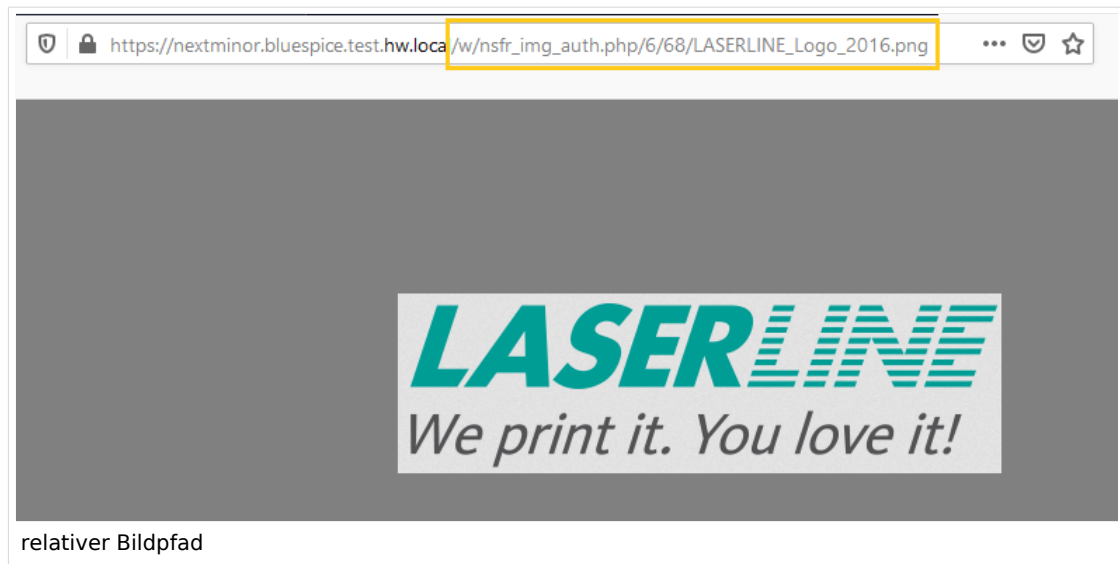 https://nextminor.bluespice.test.hw.loca/w/nsfr_img_auth.php/6/68/LASERLINE_Logo_2016.png
LASERLINE
We print it. You love it!
relativer Bildpfad